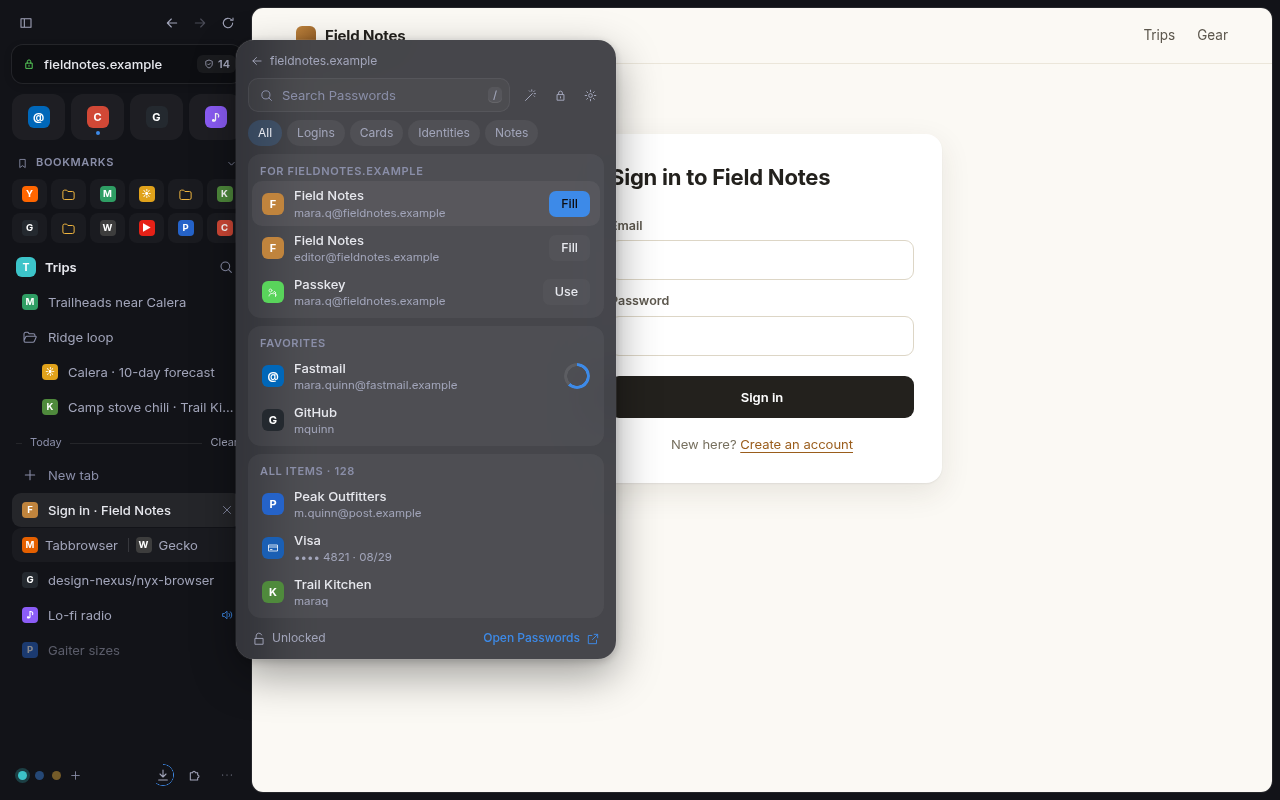 fieldnotes.example
14
@
C
G
BOOKMARKS
Y
M
K
G
W
P
C
T
Trips
M
Trailheads near Calera
Ridge loop
Calera · 10-day forecast
K
Camp stove chili · Trail Ki...
Today
Clear
New tab
F
Sign in · Field Notes
M
Tabbrowser
W
Gecko
G
design-nexus/nyx-browser
Lo-fi radio
P
Gaiter sizes
fieldnotes.example
Search Passwords
/
All
Logins
Cards
Identities
Notes
FOR FIELDNOTES.EXAMPLE
F
Field Notes
mara.q@fieldnotes.example
Fill
F
Field Notes
editor@fieldnotes.example
Fill
Passkey
mara.q@fieldnotes.example
Use
FAVORITES
@
Fastmail
mara.quinn@fastmail.example
G
GitHub
mquinn
ALL ITEMS · 128
P
Peak Outfitters
m.quinn@post.example
Visa
•••• 4821 · 08/29
K
Trail Kitchen
maraq
Unlocked
Open Passwords
Field Notes
Trips
Gear
Sign in to Field Notes
Email
Password
Sign in
New here? Create an account